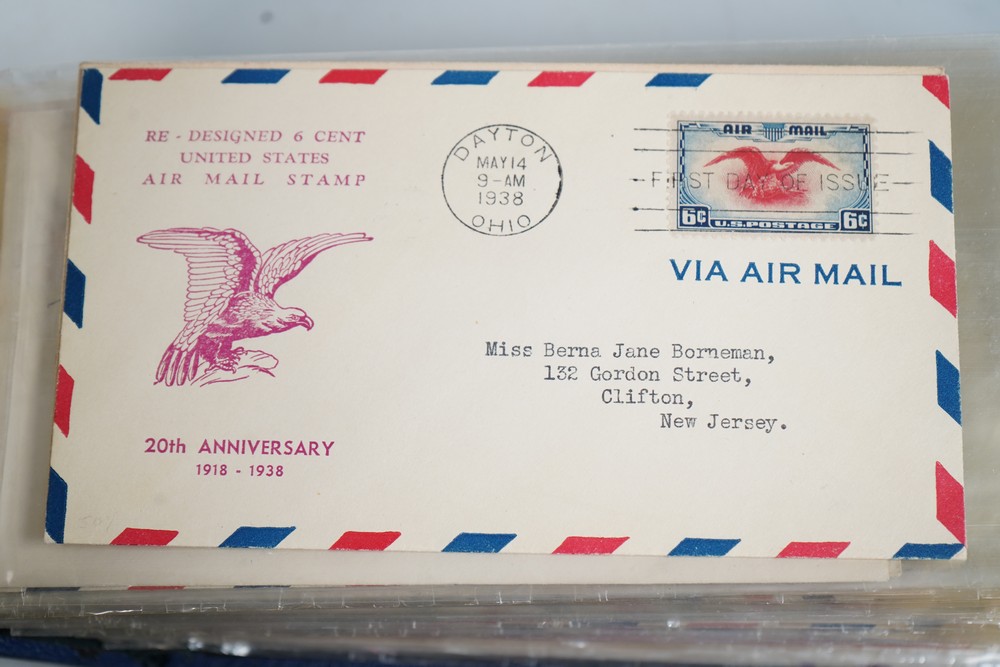 RE - DESIGNED 6 CENT
UNITED STATES
AIR MAIL STAMP
DAYTON
MAY 14
9-AM
1938
OHIO
AIR MAIL
FIRST DAY OF ISSUE
6¢ U.S. POSTAGE 6¢
VIA AIR MAIL
Miss Berna Jane Borneman,
132 Gordon Street,
Clifton,
New Jersey.
20th ANNIVERSARY
1918 - 1938